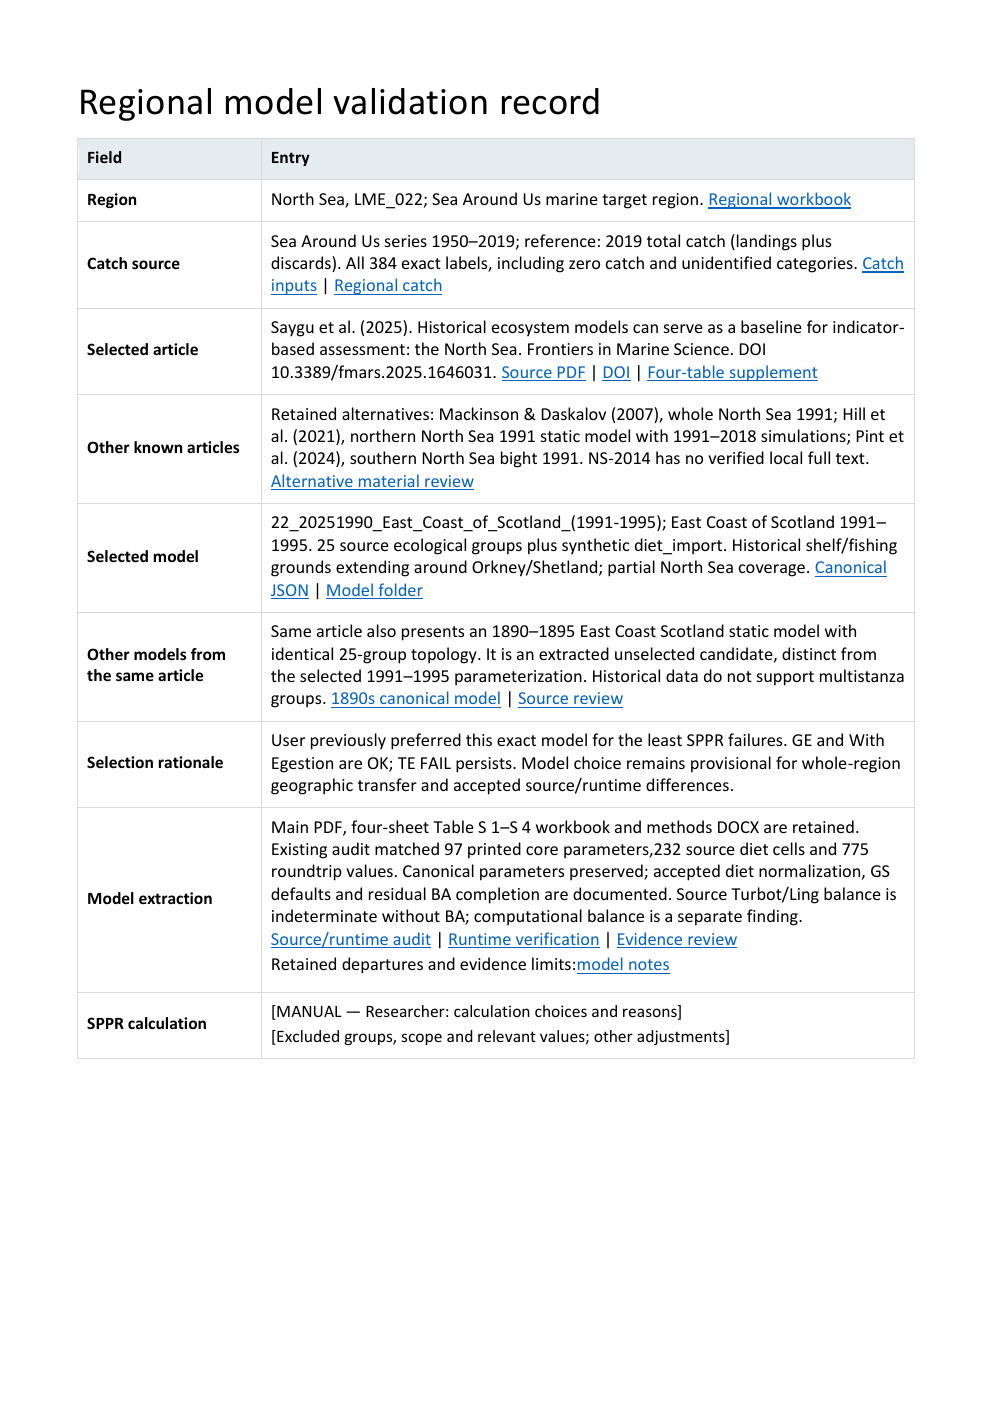 Regional model validation record
Field
Entry
Region
North Sea, LME_022; Sea Around Us marine target region. Regional workbook
Catch source
Sea Around Us series 1950–2019; reference: 2019 total catch (landings plus
discards). All 384 exact labels, including zero catch and unidentified categories. Catch
inputs | Regional catch
Selected article
Saygu et al. (2025). Historical ecosystem models can serve as a baseline for indicator-
based assessment: the North Sea. Frontiers in Marine Science. DOI
10.3389/fmars.2025.1646031. Source PDF | DOI | Four-table supplement
Other known articles
Retained alternatives: Mackinson & Daskalov (2007), whole North Sea 1991; Hill et
al. (2021), northern North Sea 1991 static model with 1991–2018 simulations; Pint et
al. (2024), southern North Sea bight 1991. NS-2014 has no verified local full text.
Alternative material review
Selected model
22_20251990_East_Coast_of_Scotland_(1991-1995); East Coast of Scotland 1991–
1995. 25 source ecological groups plus synthetic diet_import. Historical shelf/fishing
grounds extending around Orkney/Shetland; partial North Sea coverage. Canonical
JSON | Model folder
Other models from
the same article
Same article also presents an 1890–1895 East Coast Scotland static model with
identical 25-group topology. It is an extracted unselected candidate, distinct from
the selected 1991–1995 parameterization. Historical data do not support multistanza
groups. 1890s canonical model | Source review
Selection rationale
User previously preferred this exact model for the least SPPR failures. GE and With
Egestion are OK; TE FAIL persists. Model choice remains provisional for whole-region
geographic transfer and accepted source/runtime differences.
Model extraction
Main PDF, four-sheet Table S 1–S 4 workbook and methods DOCX are retained.
Existing audit matched 97 printed core parameters,232 source diet cells and 775
roundtrip values. Canonical parameters preserved; accepted diet normalization, GS
defaults and residual BA completion are documented. Source Turbot/Ling balance is
indeterminate without BA; computational balance is a separate finding.
Source/runtime audit | Runtime verification | Evidence review
Retained departures and evidence limits:model notes
SPPR calculation
[MANUAL — Researcher: calculation choices and reasons]
[Excluded groups, scope and relevant values; other adjustments]